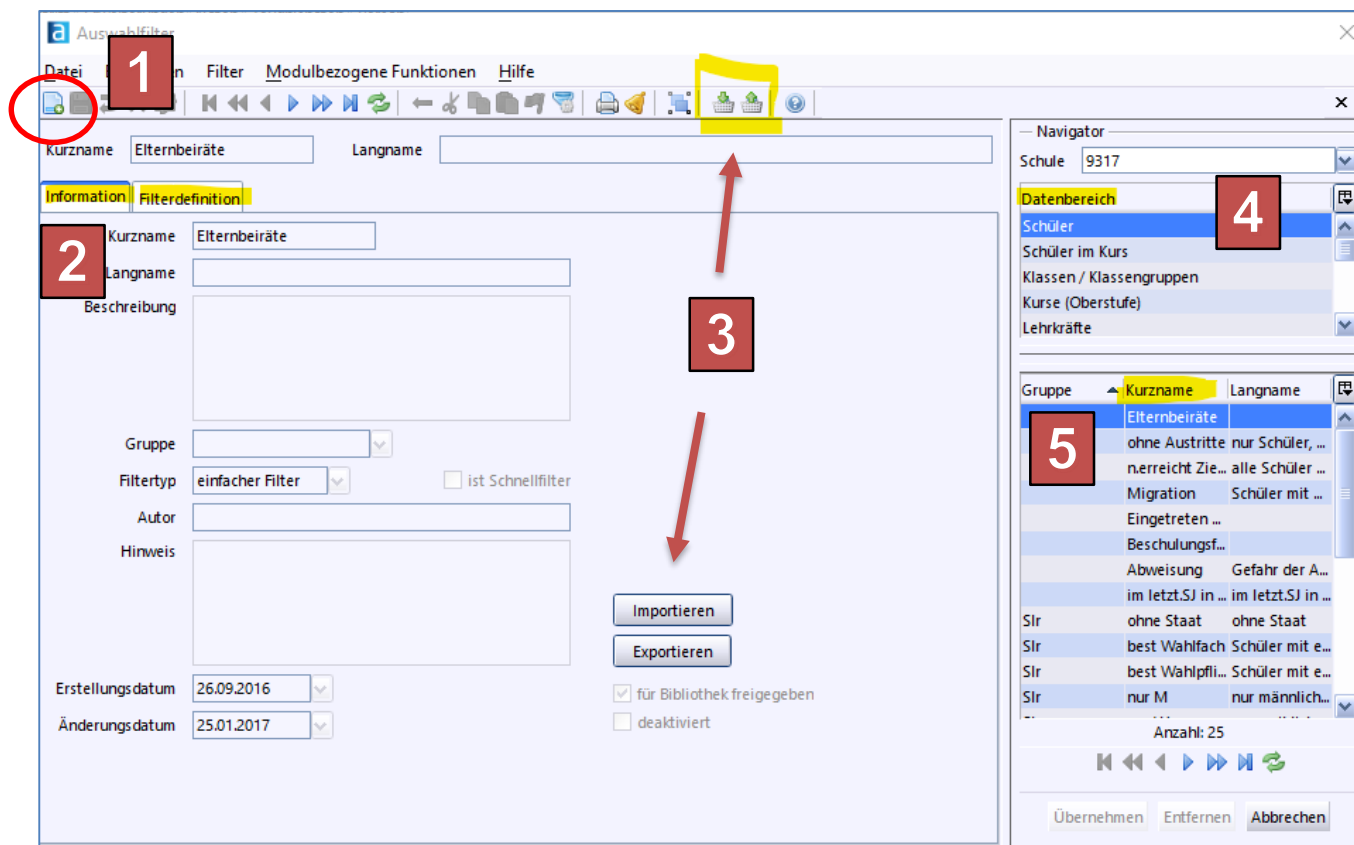 Auswahlfilter
1
Datei
Filter Modulbezogene Funktionen Hilfe
Kurzname Elternbeiräte Langname
Information Filterdefinition
2
Kurzname Elternbeiräte
Langname
Beschreibung
3
Gruppe
Filtertyp einfacher Filter ist Schnellfilter
Autor
Hinweis
Importieren
Exportieren
Erstellungsdatum 26.09.2016
für Bibliothek freigegeben
Änderungsdatum 25.01.2017
deaktiviert
Navigator
Schule 9317
Datenbereich
4
Schüler
Schüler im Kurs
Klassen / Klassengruppen
Kurse (Oberstufe)
Lehrkräfte
Gruppe Kurzname Langname
5
Elternbeiräte
ohne Austritte nur Schüler, ...
n.erreicht Zie... alle Schüler ...
Migration Schüler mit ...
Eingetreten ...
Beschulungsf...
Abweisung Gefahr der A...
im letzt.SJ in ... im letzt.SJ in ...
Slr ohne Staat ohne Staat
Slr best Wahlfach Schüler mit e...
Slr best Wahlpfli... Schüler mit e...
Slr nur M nur männlich...
Anzahl: 25
Übernehmen Entfernen Abbrechen